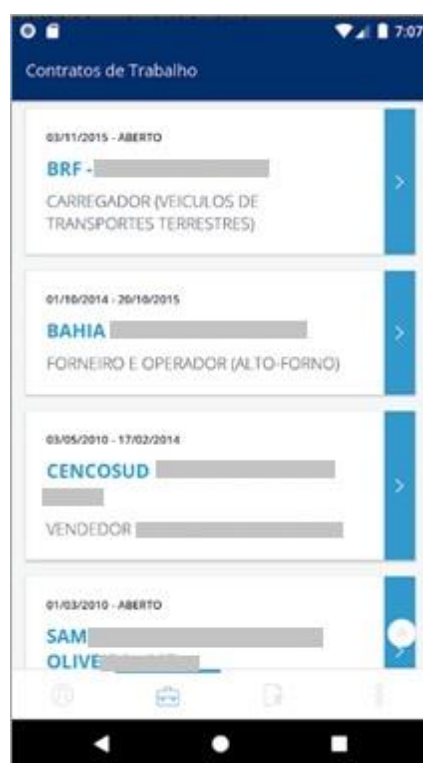 7:07
Contratos de Trabalho
03/11/2015 - ABERTO
BRF -
CARREGADOR (VEICULOS DE
TRANSPORTES TERRESTRES)
01/10/2014 - 20/10/2015
BAHIA
FORNEIRO E OPERADOR (ALTO-FORNO)
03/05/2010 - 17/02/2014
CENCOSUD
VENDEDOR
01/03/2010 - ABERTO
SAM
OLIVE